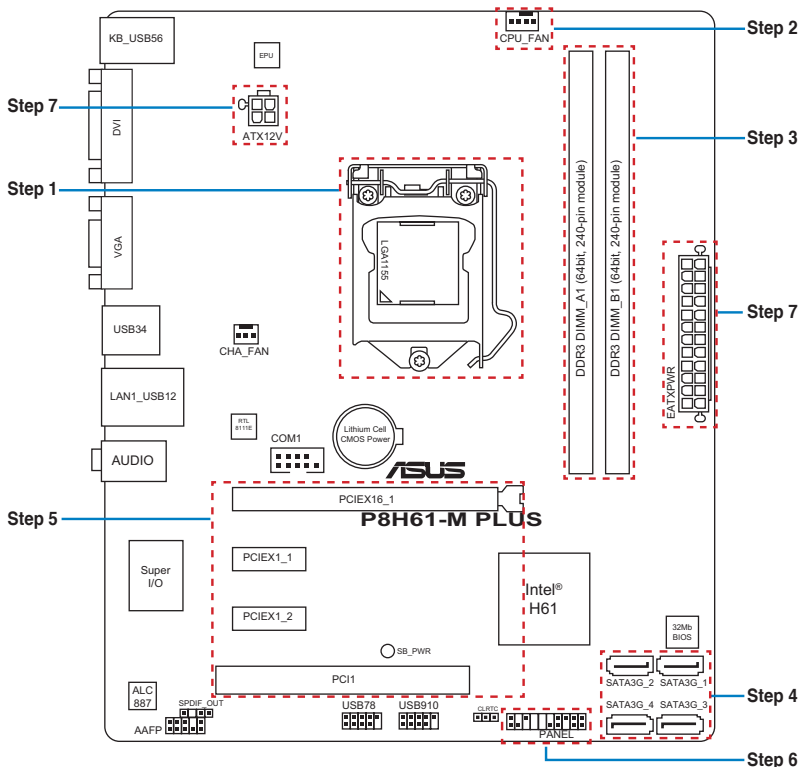 Step 2
KB_USB56
CPU_FAN
EPU
Step 7
DVI
ATX12V
Step 3
Step 1
DDR3 DIMM_A1 (64bit, 240-pin module)
DDR3 DIMM_B1 (64bit, 240-pin module)
LGA1155
VGA
Step 7
EATXPWR
USB34
CHA_FAN
LAN1_USB12
RTL
8111E
COM1
Lithium Cell
CMOS Power
AUDIO
ASUS
PCIEX16_1
P8H61-M PLUS
Step 5
PCIEX1_1
Super
I/O
Intel®
H61
PCIEX1_2
32Mb
BIOS
SB_PWR
PCI1
SATA3G_2
SATA3G_1
Step 4
ALC
887
SPDIF_OUT
USB78
USB910
CLRTC
SATA3G_4
SATA3G_3
AAFP
PANEL
Step 6